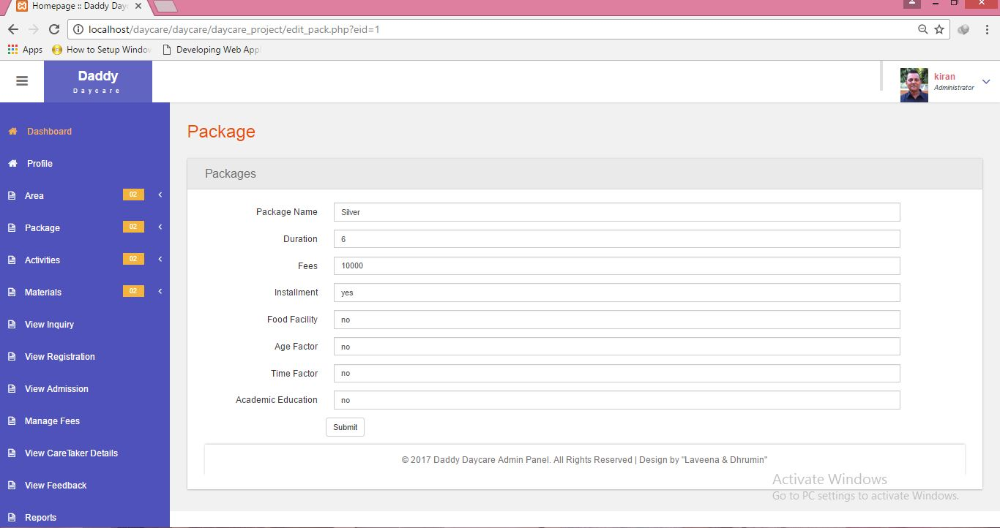 Homepage :: Daddy Dayc
localhost/daycare/daycare/daycare_project/edit_pack.php?eid=1
Apps How to Setup Window Developing Web Appl
Daddy
Daycare
kiran
Administrator
Dashboard
Profile
Area 02
Package 02
Activities 02
Materials 02
View Inquiry
View Registration
View Admission
Manage Fees
View CareTaker Details
View Feedback
Reports
Package
Packages
Package Name Silver
Duration 6
Fees 10000
Installment yes
Food Facility no
Age Factor no
Time Factor no
Academic Education no
Submit
© 2017 Daddy Daycare Admin Panel. All Rights Reserved | Design by "Laveena & Dhrumin"
Activate Windows
Go to PC settings to activate Windows.